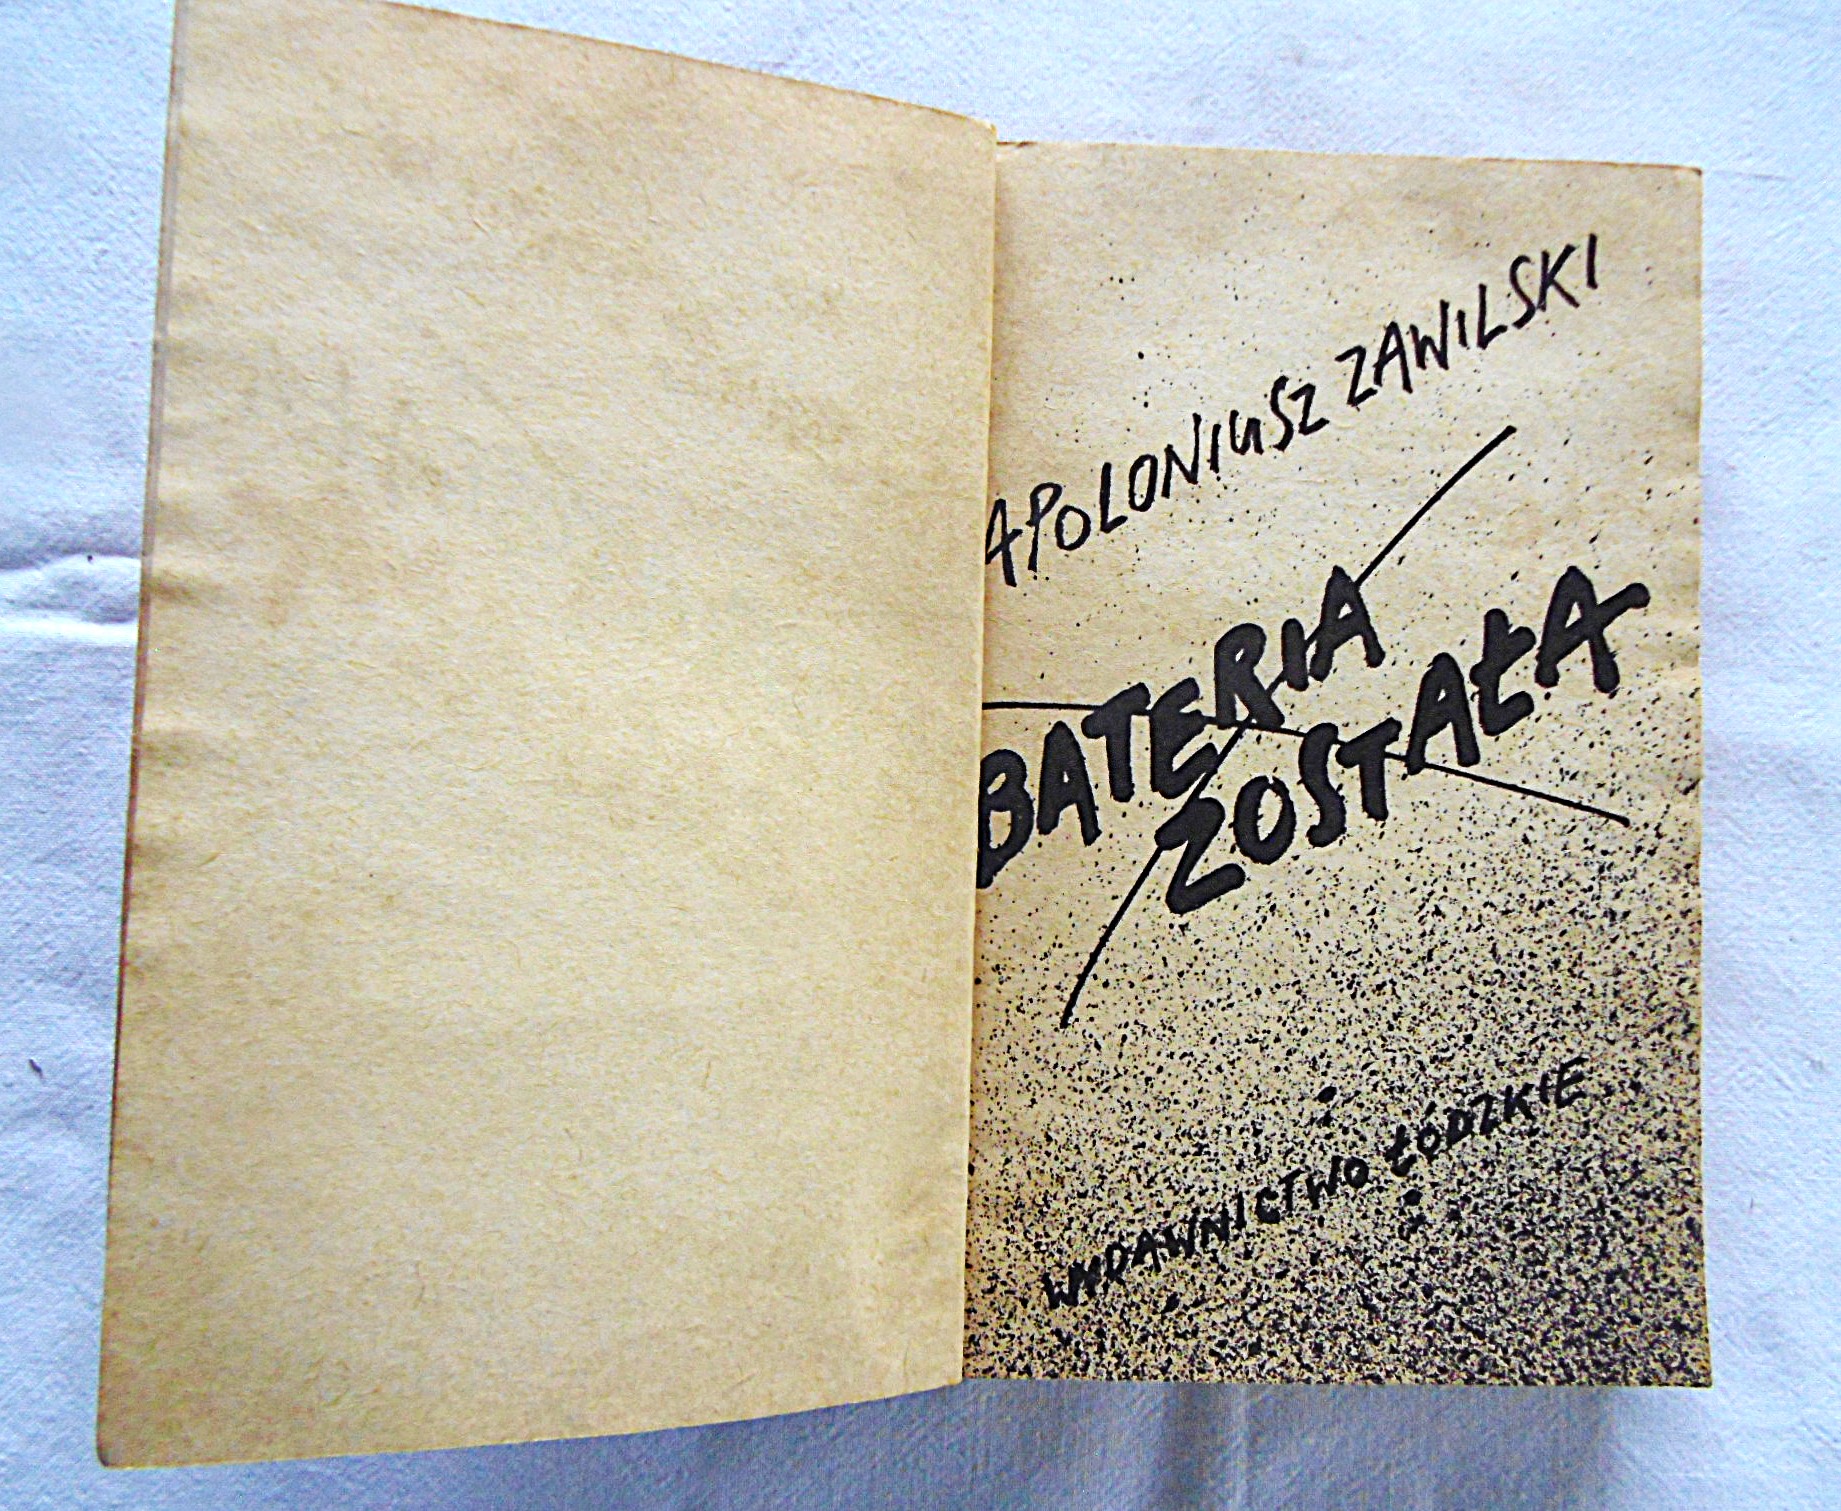 APOLONIUSZ ZAWILSKI
BATERIA
ZOSTAŁA
WYDAWNICTWO ŁÓDZKIE